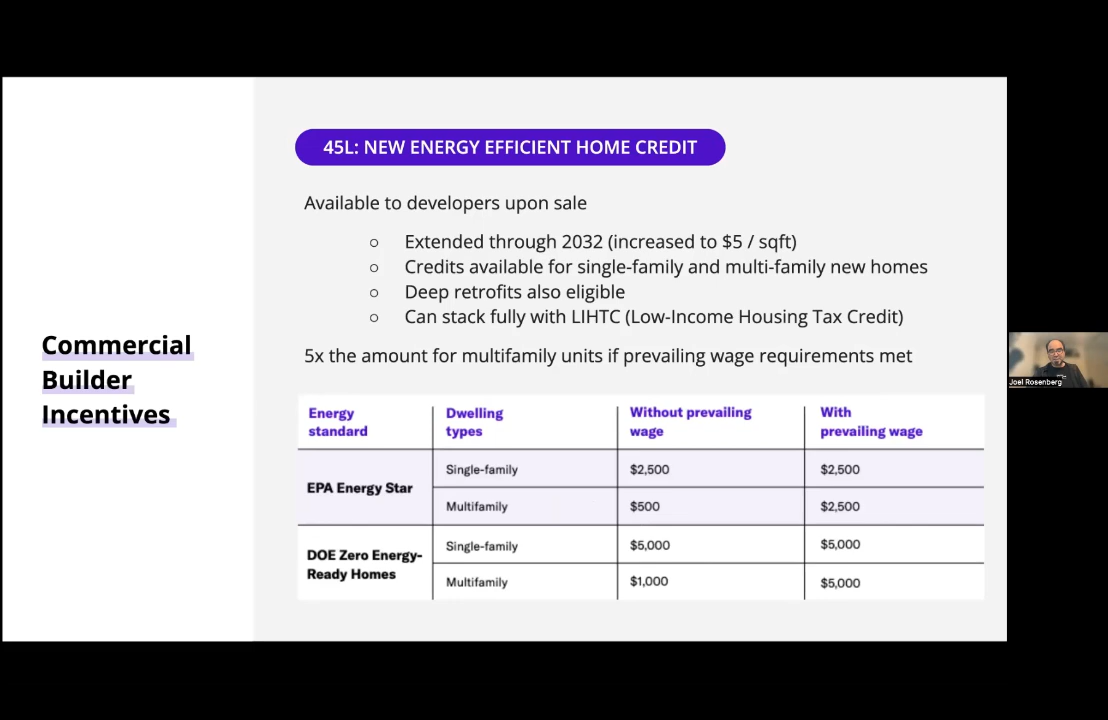 45L: NEW ENERGY EFFICIENT HOME CREDIT
Available to developers upon sale
○ Extended through 2032 (increased to $5 / sqft)
○ Credits available for single-family and multi-family new homes
○ Deep retrofits also eligible
○ Can stack fully with LIHTC (Low-Income Housing Tax Credit)
5x the amount for multifamily units if prevailing wage requirements met
Commercial
Builder
Incentives
Energy standard | Dwelling types | Without prevailing wage | With prevailing wage
EPA Energy Star | Single-family | $2,500 | $2,500
Multifamily | $500 | $2,500
DOE Zero Energy-Ready Homes | Single-family | $5,000 | $5,000
Multifamily | $1,000 | $5,000
Joel Rosenberg